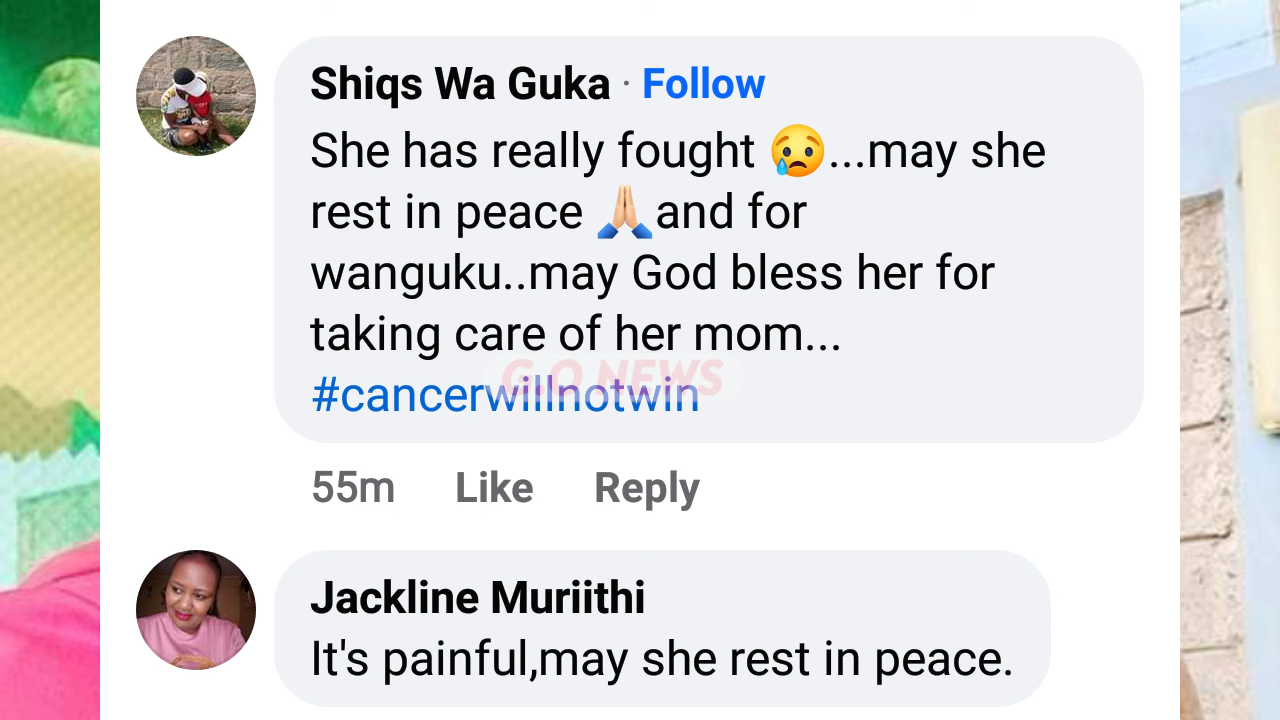 Shiqs Wa Guka · Follow
She has really fought 😢...may she
rest in peace 🙏🏼and for
wanguku..may God bless her for
taking care of her mom...
#cancerwillnotwin
G.O NEWS
55m Like Reply
Jackline Muriithi
It's painful,may she rest in peace.